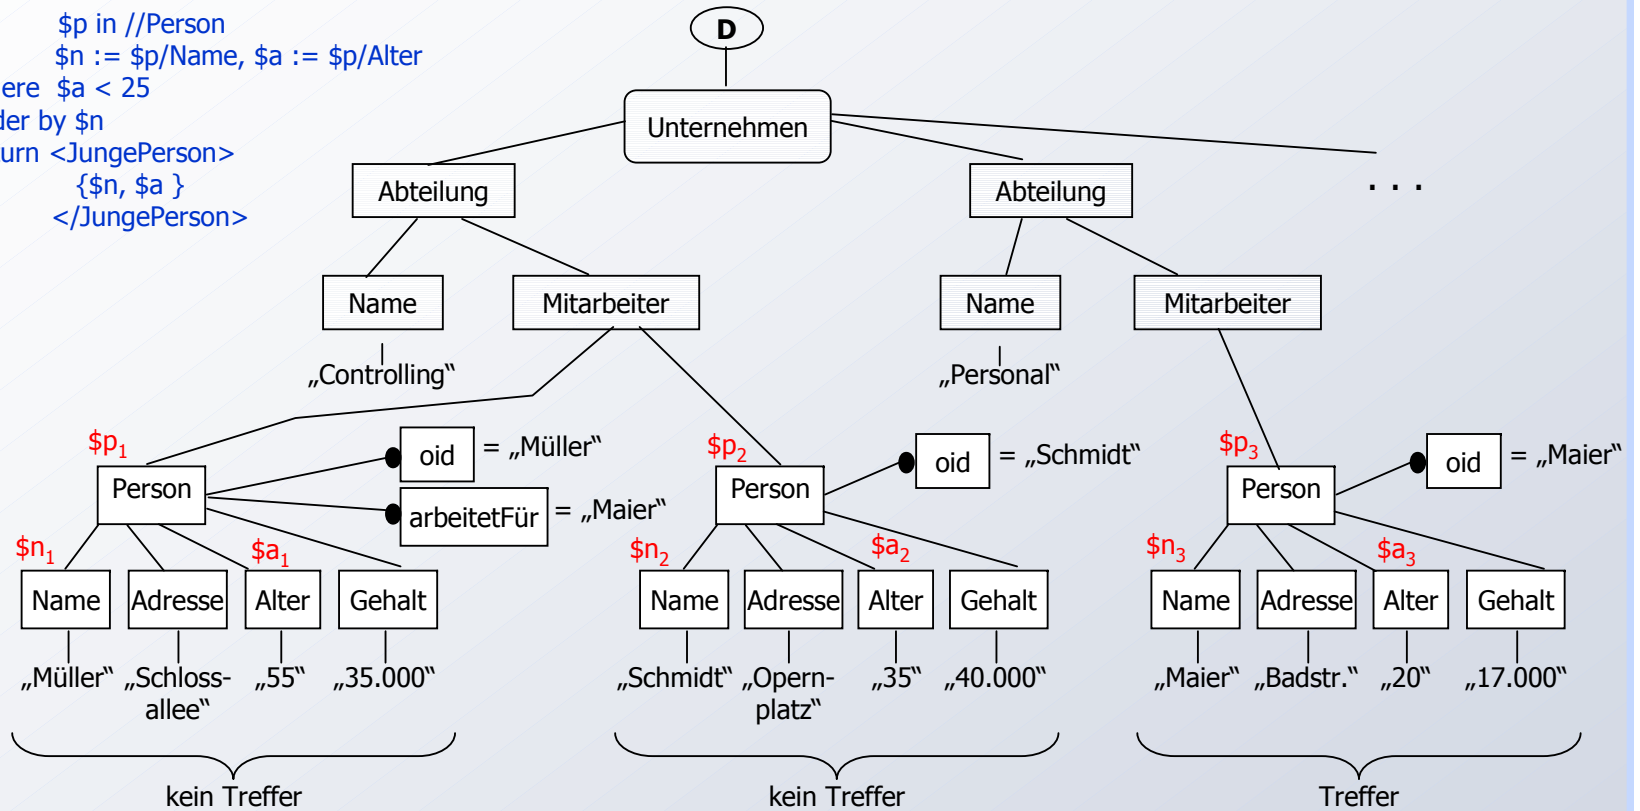 $p in //Person
$n := $p/Name, $a := $p/Alter
ere $a < 25
der by $n
urn <JungePerson>
{$n, $a }
</JungePerson>
D
Unternehmen
Abteilung
Abteilung
. . .
Name
Mitarbeiter
Name
Mitarbeiter
„Controlling“
„Personal“
$p1
oid = „Müller“
Person
arbeitetFür = „Maier“
$p2
oid = „Schmidt“
Person
$p3
oid = „Maier“
Person
$n1
$a1
$n2
$a2
$n3
$a3
Name Adresse Alter Gehalt
Name Adresse Alter Gehalt
Name Adresse Alter Gehalt
„Müller“ „Schloss- „55“ „35.000“
allee“
„Schmidt“ „Opern- „35“ „40.000“
platz“
„Maier“ „Badstr.“ „20“ „17.000“
kein Treffer
kein Treffer
Treffer